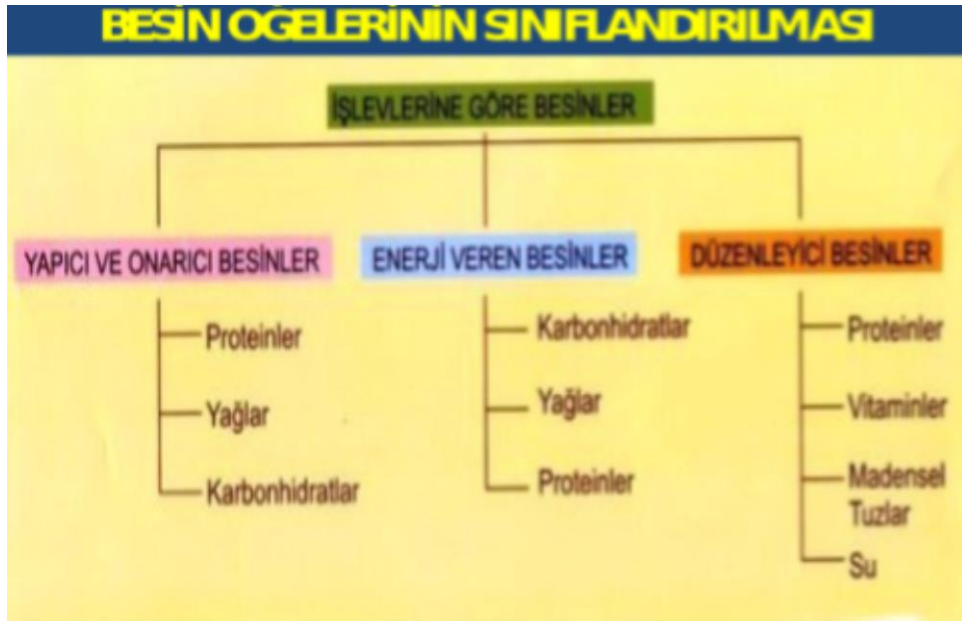 BESİN OĞELERİNİN SINIFLANDIRILMASI
İŞLEVLERİNE GÖRE BESİNLER
YAPICI VE ONARICI BESİNLER
Proteinler
Yağlar
Karbonhidratlar
ENERJİ VEREN BESİNLER
Karbonhidratlar
Yağlar
Proteinler
DÜZENLEYİCİ BESİNLER
Proteinler
Vitaminler
Madensel
Tuzlar
Su